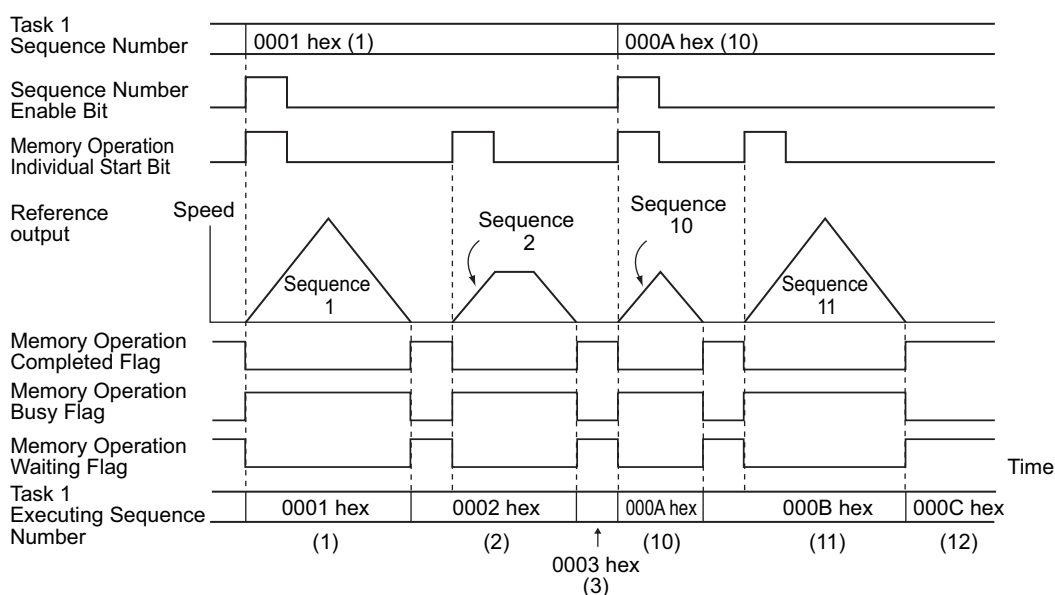 Task 1
Sequence Number
0001 hex (1)
000A hex (10)
Sequence Number
Enable Bit
Memory Operation
Individual Start Bit
Reference
output
Speed
Sequence
1
Sequence
2
Sequence
10
Sequence
11
Memory Operation
Completed Flag
Memory Operation
Busy Flag
Memory Operation
Waiting Flag
Time
Task 1
Executing Sequence
Number
0001 hex
0002 hex
000A hex
000B hex
000C hex
(1)
(2)
(10)
(11)
(12)
0003 hex
(3)